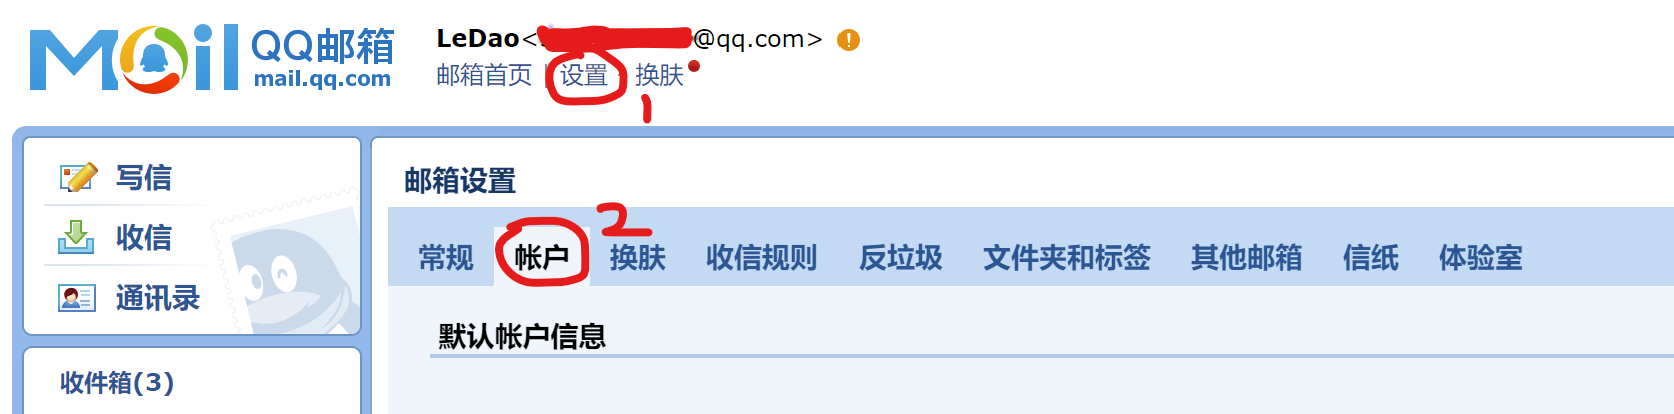 Mail QQ邮箱
mail.qq.com
LeDao< @qq.com> !
邮箱首页 | 设置 - 换肤
1
写信
收信
通讯录
收件箱(3)
邮箱设置
2
常规 帐户 换肤 收信规则 反垃圾 文件夹和标签 其他邮箱 信纸 体验室
默认帐户信息